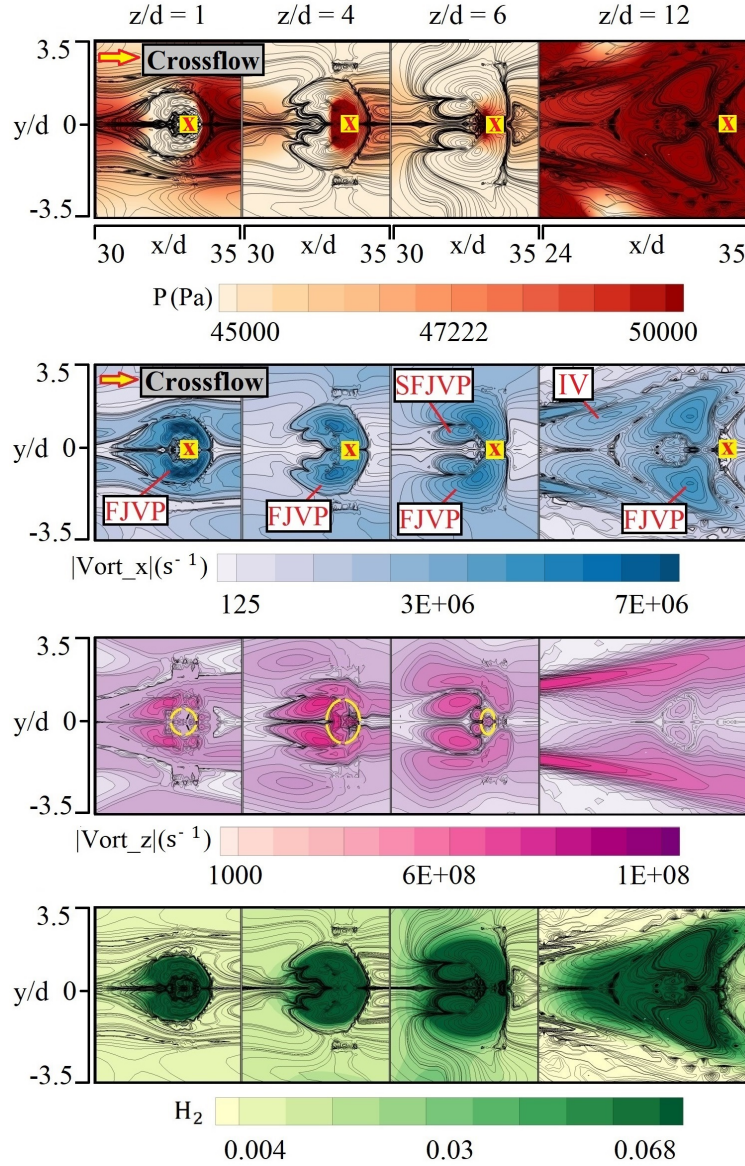 z/d = 1 z/d = 4 z/d = 6 z/d = 12
3.5
Crossflow
y/d 0 X X X X
-3.5
30 x/d 35 30 x/d 35 30 x/d 35 24 x/d 35
P (Pa)
45000 47222 50000
3.5
Crossflow SFJVP IV
y/d 0 X X X X
FJVP FJVP FJVP FJVP
-3.5
|Vort_x|(s⁻¹)
125 3E+06 7E+06
3.5
y/d 0
-3.5
|Vort_z|(s⁻¹)
1000 6E+08 1E+08
3.5
y/d 0
-3.5
H₂
0.004 0.03 0.068